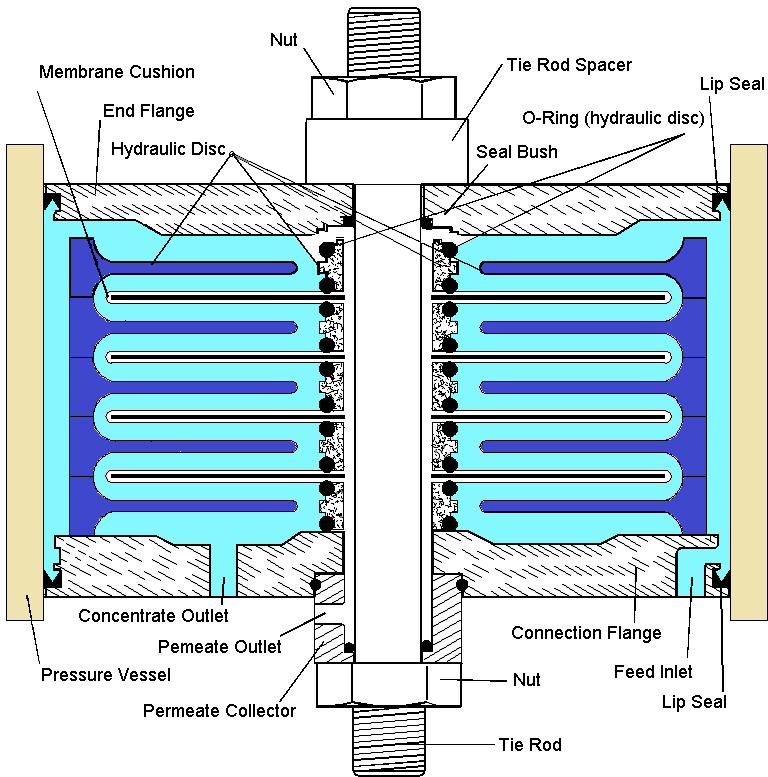 Nut
Tie Rod Spacer
Membrane Cushion
Lip Seal
End Flange
O-Ring (hydraulic disc)
Hydraulic Disc
Seal Bush
Concentrate Outlet
Pemeate Outlet
Connection Flange
Pressure Vessel
Feed Inlet
Nut
Lip Seal
Permeate Collector
Tie Rod